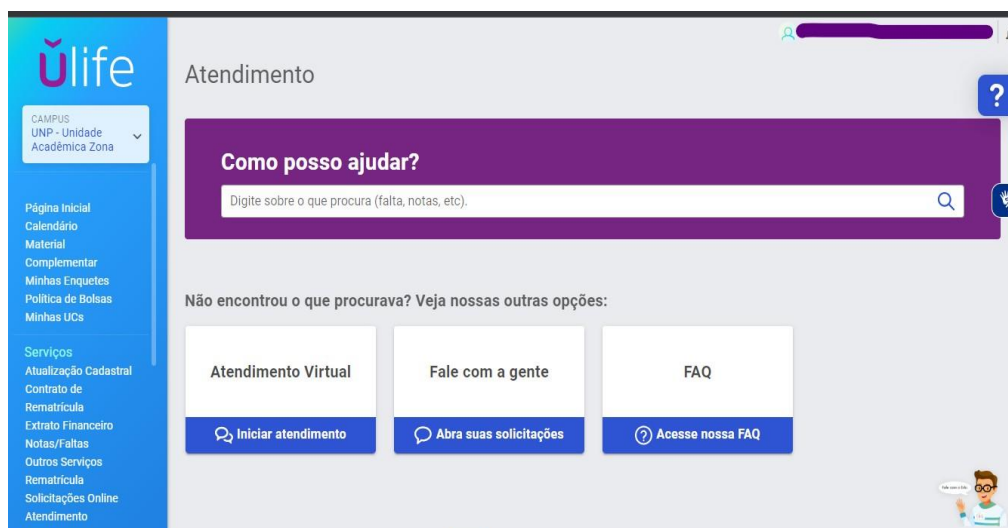 ŭlife
CAMPUS
UNP - Unidade
Acadêmica Zona
Página Inicial
Calendário
Material
Complementar
Minhas Enquetes
Política de Bolsas
Minhas UCs
Serviços
Atualização Cadastral
Contrato de
Rematrícula
Extrato Financeiro
Notas/Faltas
Outros Serviços
Rematrícula
Solicitações Online
Atendimento
Atendimento
?
Como posso ajudar?
Digite sobre o que procura (falta, notas, etc).
Não encontrou o que procurava? Veja nossas outras opções:
Atendimento Virtual
Iniciar atendimento
Fale com a gente
Abra suas solicitações
FAQ
Acesse nossa FAQ